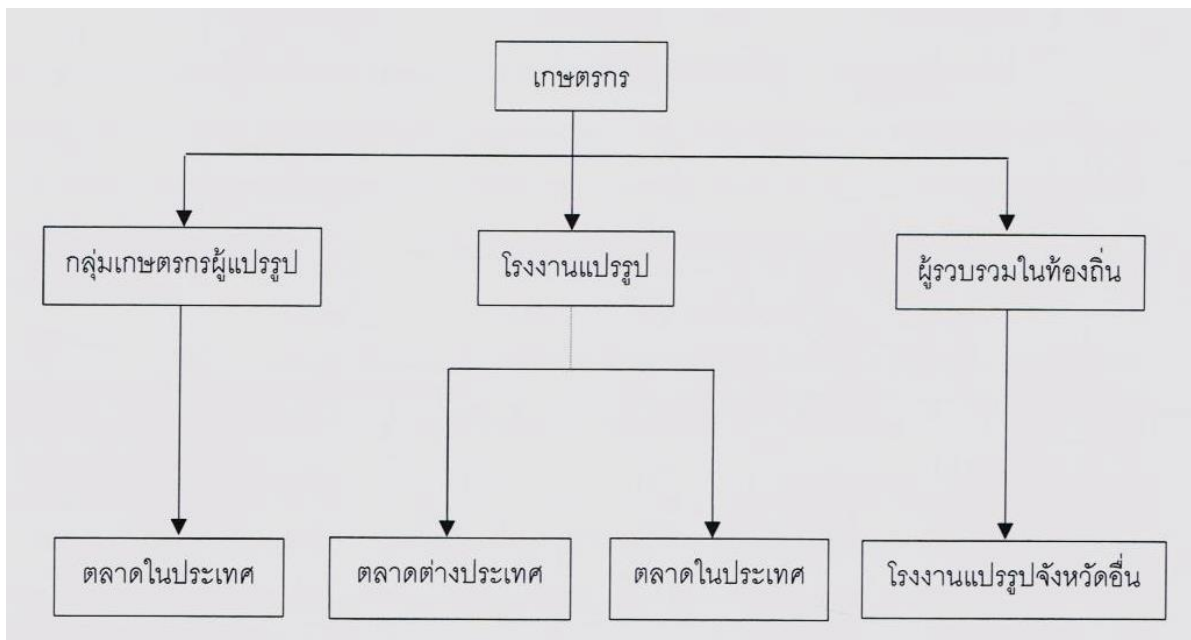 เกษตรกร
กลุ่มเกษตรกรผู้แปรรูป
โรงงานแปรรูป
ผู้รวบรวมในท้องถิ่น
ตลาดในประเทศ
ตลาดต่างประเทศ
ตลาดในประเทศ
โรงงานแปรรูปจังหวัดอื่น